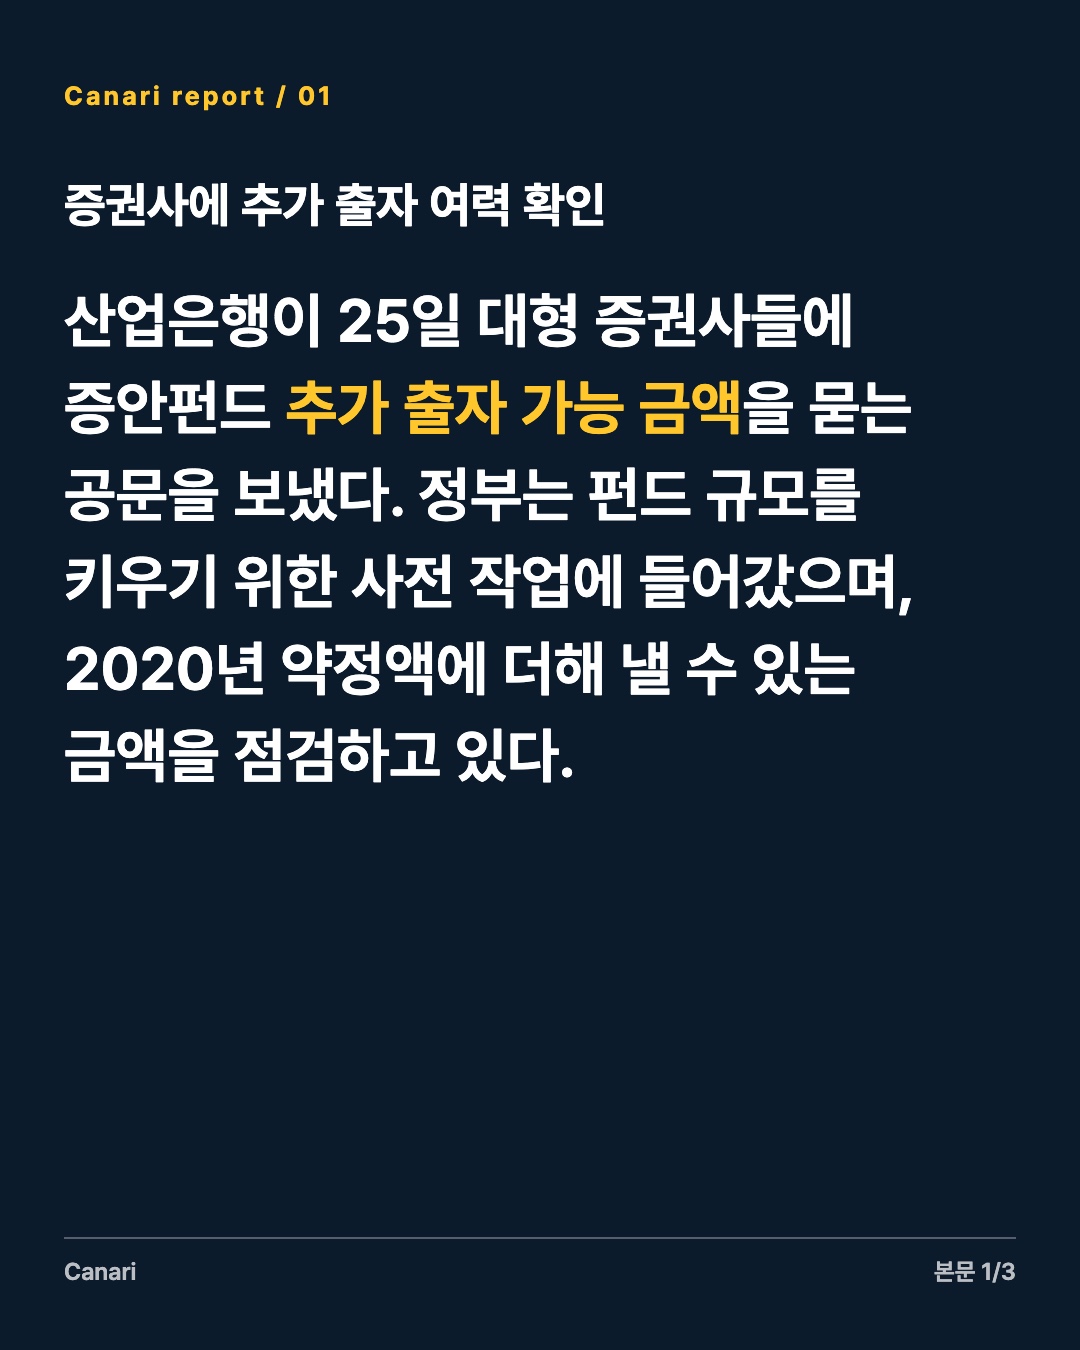 Canari report / 01
증권사에 추가 출자 여력 확인
산업은행이 25일 대형 증권사들에
증안펀드 추가 출자 가능 금액을 묻는
공문을 보냈다. 정부는 펀드 규모를
키우기 위한 사전 작업에 들어갔으며,
2020년 약정액에 더해 낼 수 있는
금액을 점검하고 있다.
Canari
본문 1/3